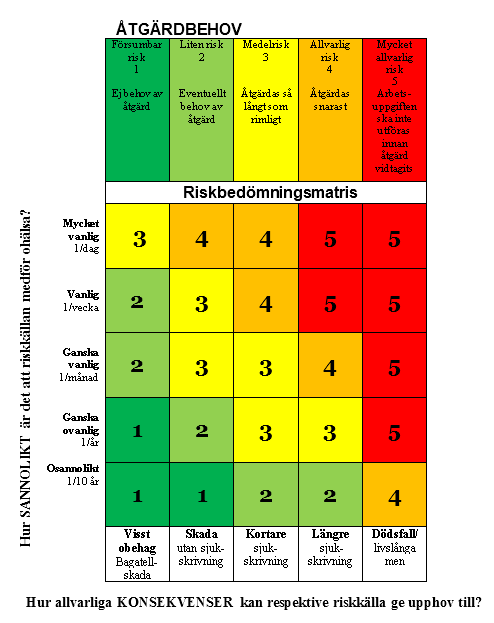 ÅTGÄRDBEHOV
Försumbar
risk
1
Ej behov av
åtgärd
Liten risk
2
Eventuellt
behov av
åtgärd
Medelrisk
3
Åtgärdas så
långt som
rimligt
Allvarlig
risk
4
Åtgärdas
snarast
Mycket
allvarlig
risk
5
Arbets-
uppgiften
ska inte
utföras
innan
åtgärd
vidtagits
Riskbedömningsmatris
Hur SANNOLIKT är det att riskkällan medför ohälsa?
Mycket
vanlig
1/dag
3 4 4 5 5
Vanlig
1/vecka
2 3 4 5 5
Ganska
vanlig
1/månad
2 3 3 4 5
Ganska
ovanlig
1/år
1 2 3 3 5
Osannolikt
1/10 år
1 1 2 2 4
Visst
obehag
Bagatell-
skada
Skada
utan sjuk-
skrivning
Kortare
sjuk-
skrivning
Längre
sjuk-
skrivning
Dödsfall/
livslånga
men
Hur allvarliga KONSEKVENSER kan respektive riskkälla ge upphov till?